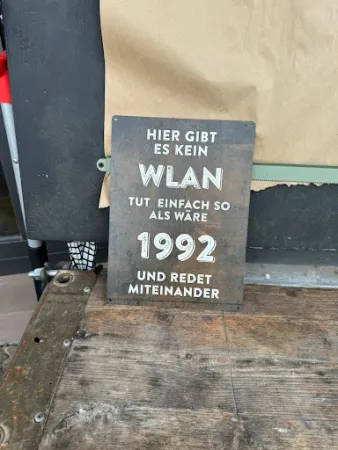 HIER GIBT
ES KEIN
WLAN
TUT EINFACH SO
ALS WÄRE
1992
UND REDET
MITEINANDER